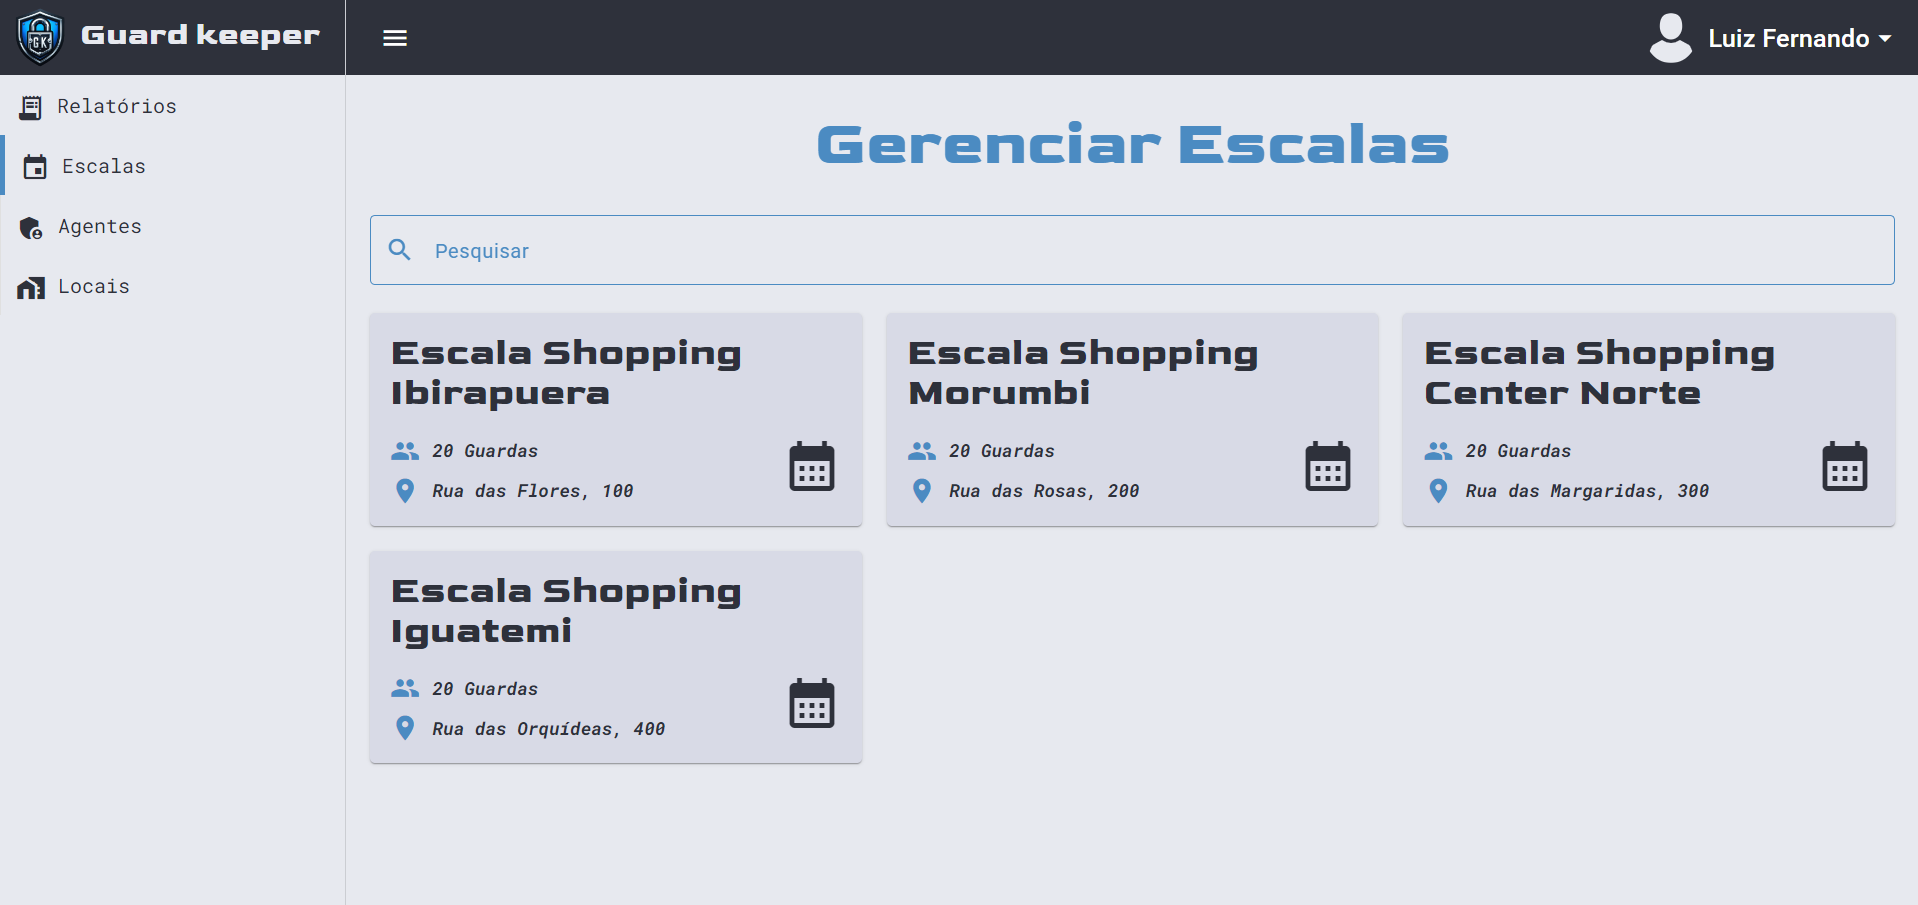 GK
Guard keeper
Luiz Fernando
Relatórios
Escalas
Agentes
Locais
Gerenciar Escalas
Pesquisar
Escala Shopping
Ibirapuera
20 Guardas
Rua das Flores, 100
Escala Shopping
Morumbi
20 Guardas
Rua das Rosas, 200
Escala Shopping
Center Norte
20 Guardas
Rua das Margaridas, 300
Escala Shopping
Iguatemi
20 Guardas
Rua das Orquídeas, 400